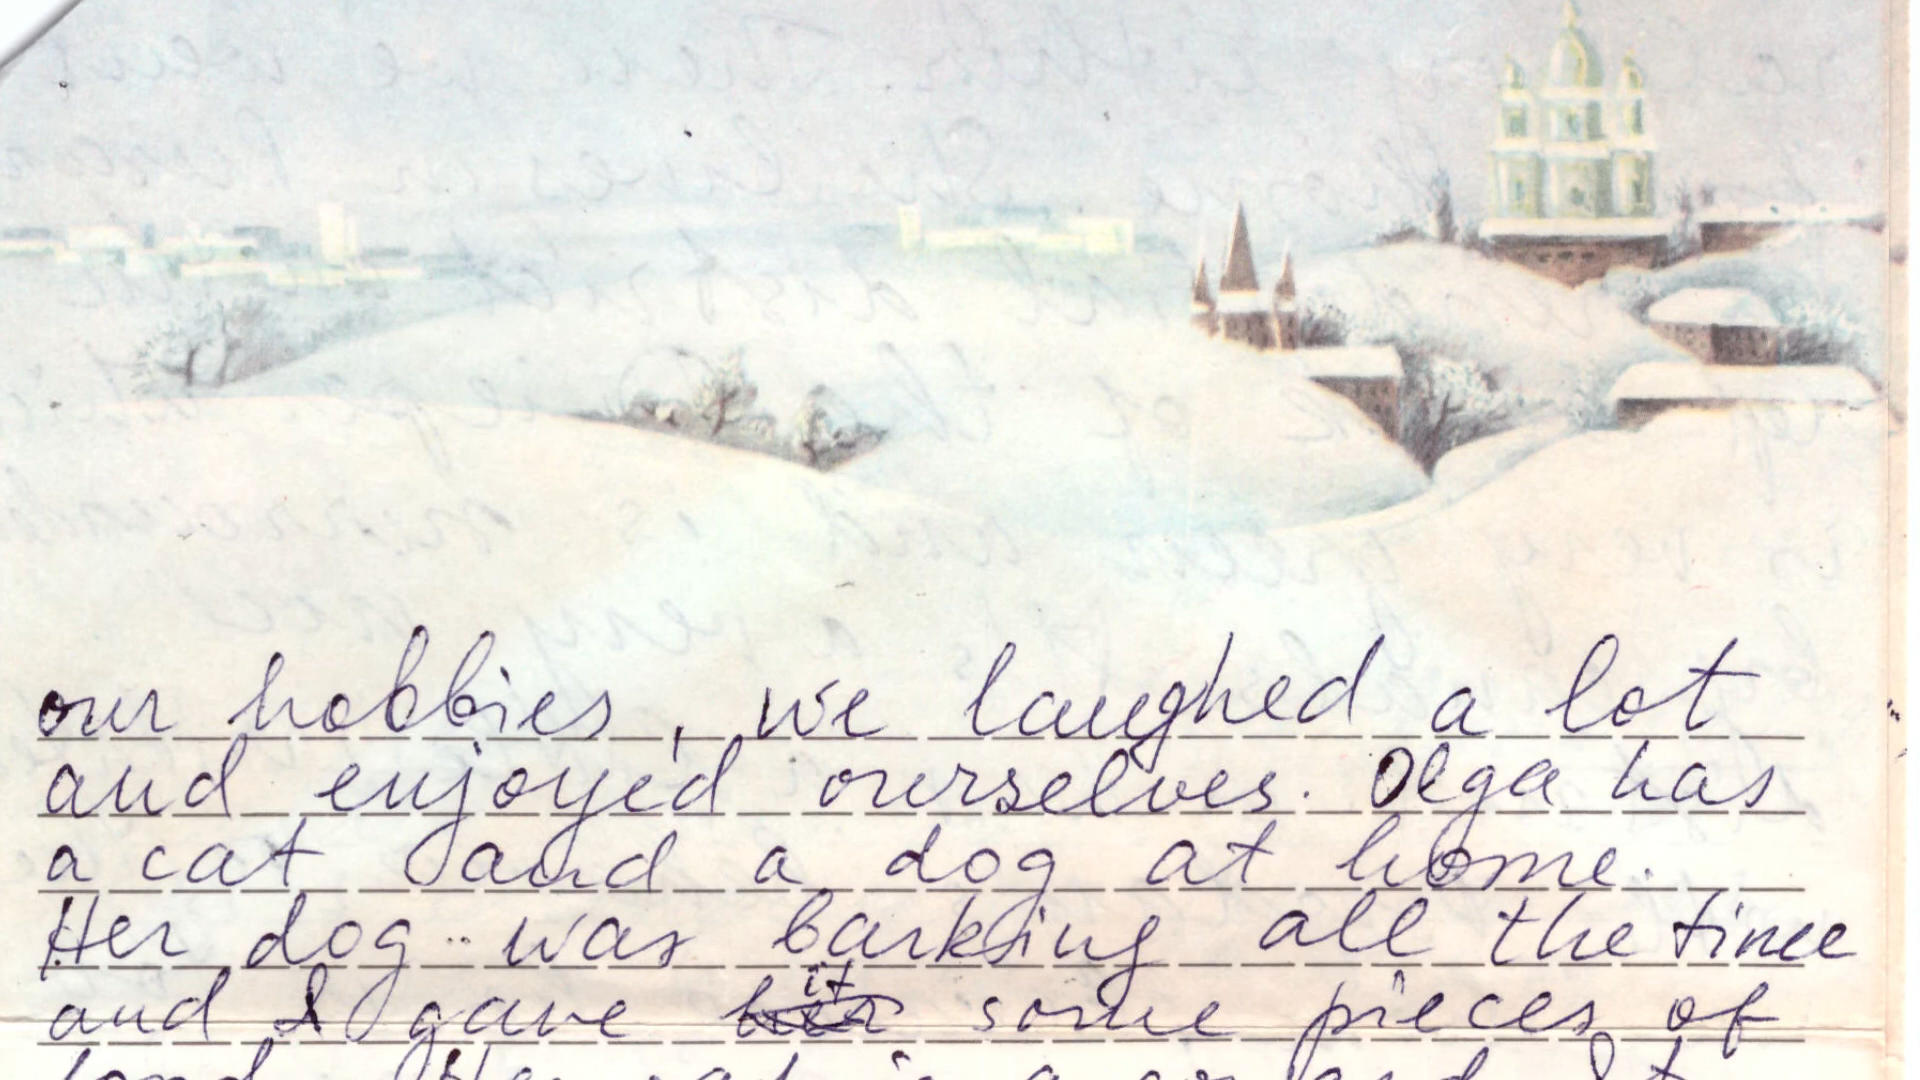 our hobbies, we laughed a lot
and enjoyed ourselves. Olga has
a cat and a dog at home.
Her dog was barking all the time
and I gave it some pieces of